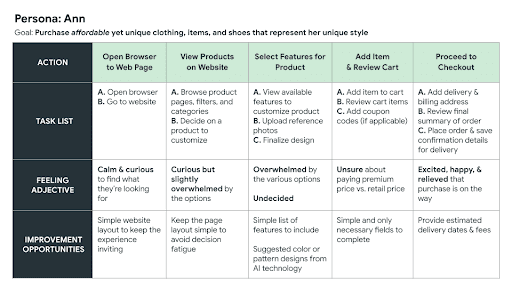 Persona: Ann
Goal: Purchase affordable yet unique clothing, items, and shoes that represent her unique style
ACTION
Open Browser
to Web Page
View Products
on Website
Select Features for
Product
Add Item
& Review Cart
Proceed to
Checkout
TASK LIST
A. Open browser
B. Go to website
A. Browse product
pages, filters, and
categories
B. Decide on a
product to
customize
A. View available
features to
customize product
B. Upload reference
photos
C. Finalize design
A. Add item to cart
B. Review cart items
C. Add coupon
codes (if applicable)
A. Add delivery &
billing address
B. Review final
summary of order
C. Place order & save
confirmation details
for delivery
FEELING
ADJECTIVE
Calm & curious
to find what
they're looking
for
Curious but
slightly
overwhelmed by
the options
Overwhelmed by
the various options
Undecided
Unsure about
paying premium
price vs. retail price
Excited, happy, &
relieved that
purchase is on the
way
IMPROVEMENT
OPPORTUNITIES
Simple website
layout to keep the
experience
inviting
Keep the page
layout simple to
avoid decision
fatigue
Simple list of
features to include
Suggested color or
pattern designs from
AI technology
Simple and only
necessary fields to
complete
Provide estimated
delivery dates & fees